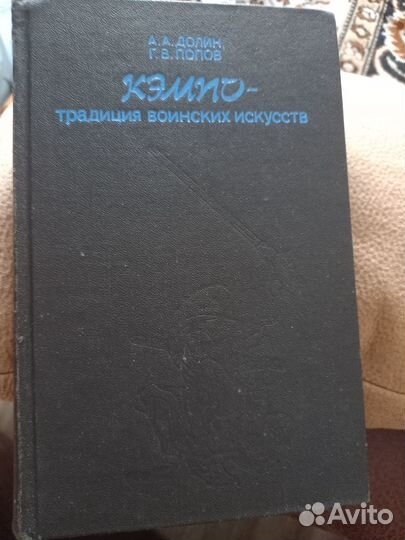 А. А. ДОЛИН,
Г. В. ПОПОВ
КЭМПО-
традиция воинских искусств
Avito